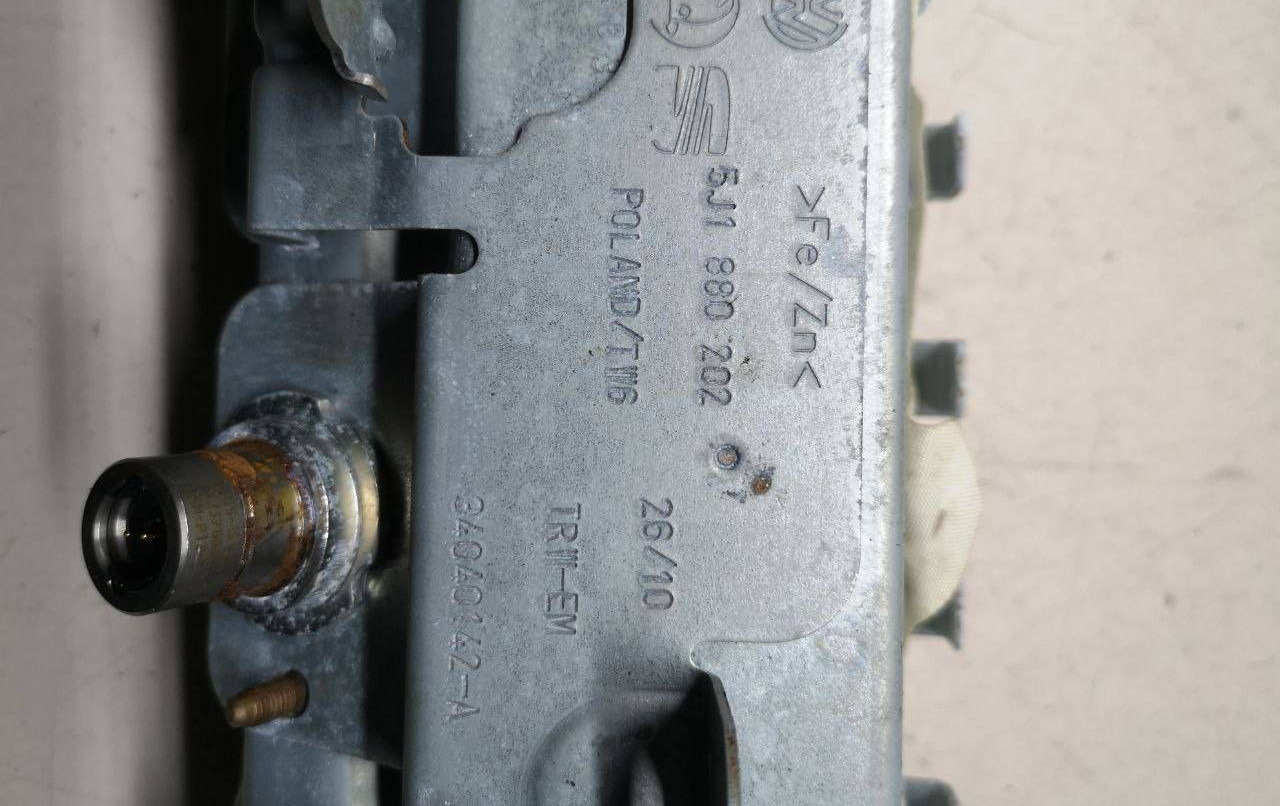 >Fe/Zn<
5J1 880 202
POLAND/TW6
26/10
TRW-EM
34040142-A